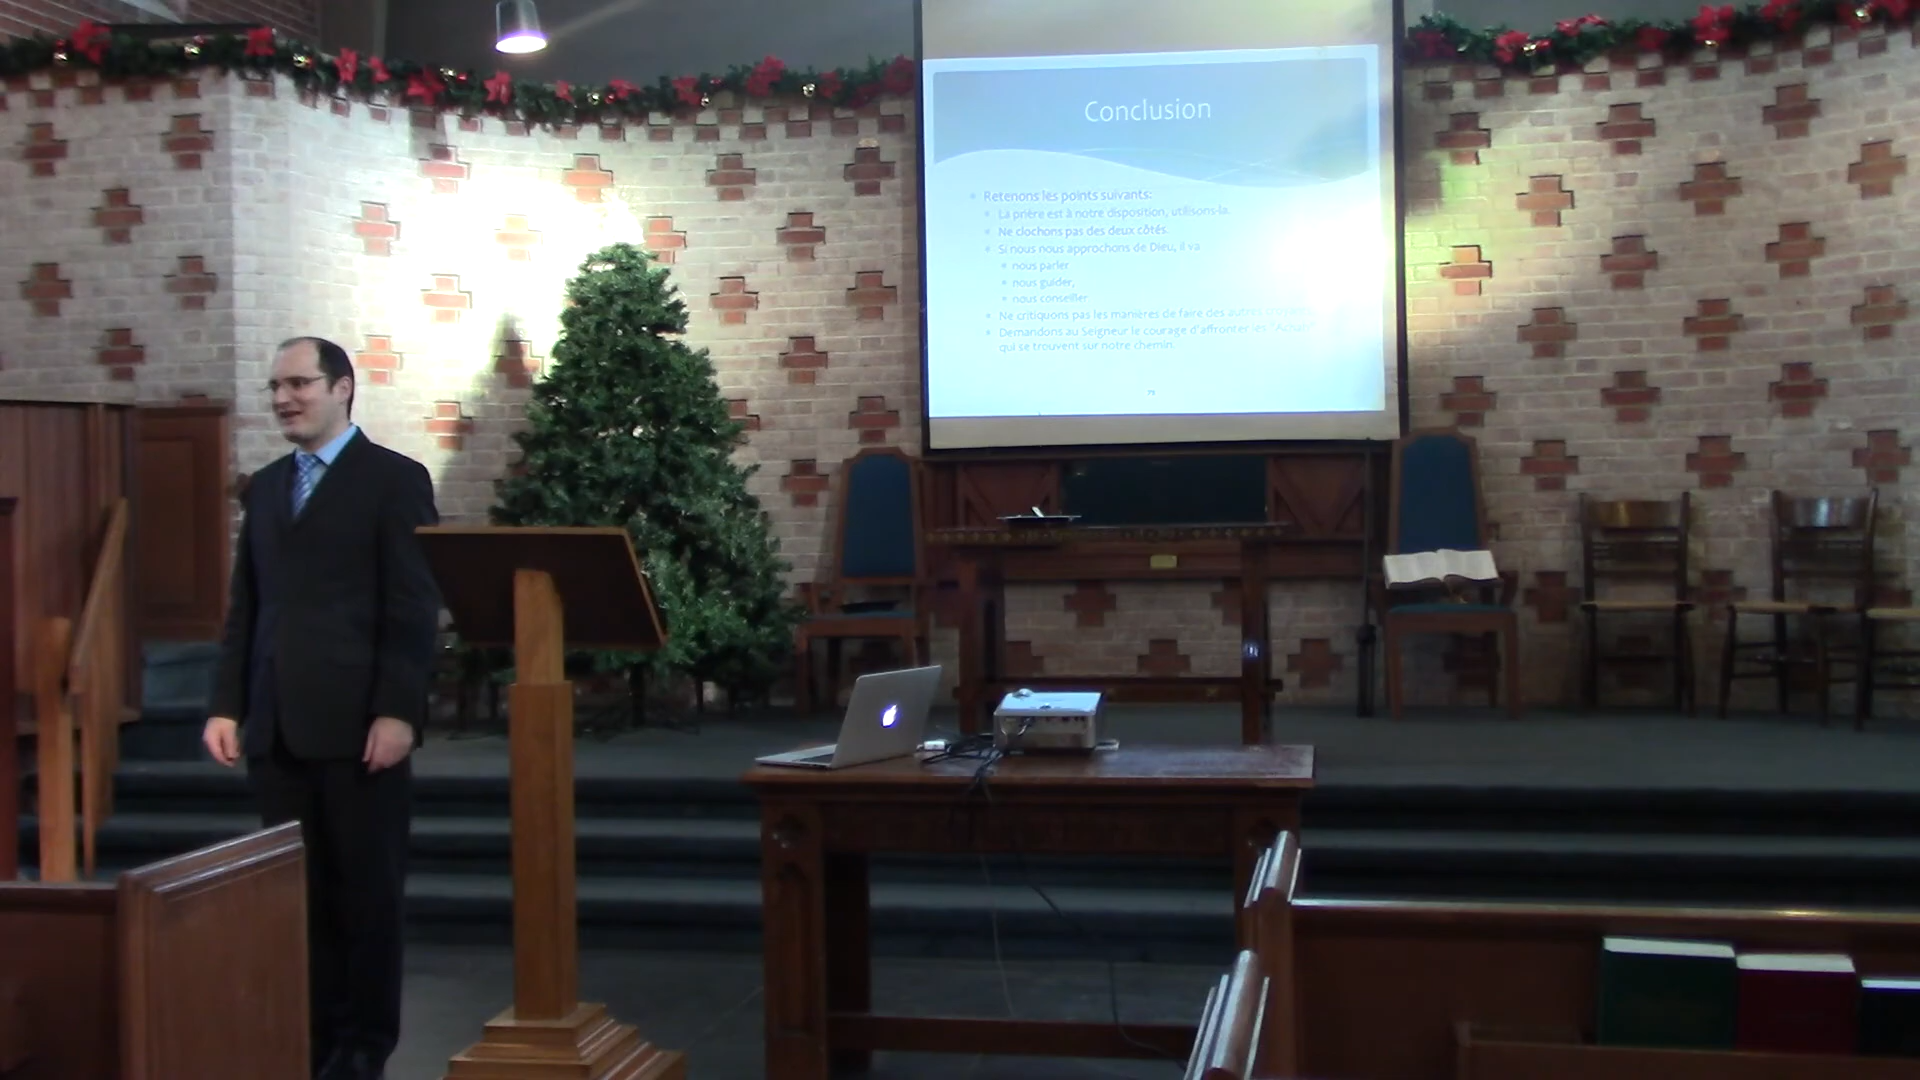 Conclusion
Retenons les points suivants:
La prière est à notre disposition, utilisons-la.
Ne clochons pas des deux côtés.
Si nous nous approchons de Dieu, il va
nous parler
nous guider,
nous conseiller
Ne critiquons pas les manières de faire des autres
Demandons au Seigneur le courage d'affronter les
qui se trouvent sur notre chemin.